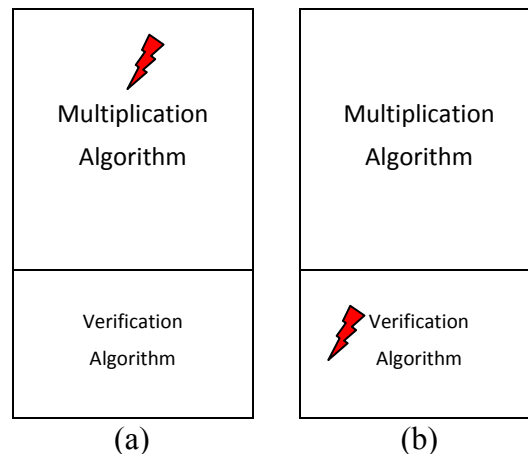 Multiplication
Algorithm
Verification
Algorithm
(a)
Multiplication
Algorithm
Verification
Algorithm
(b)